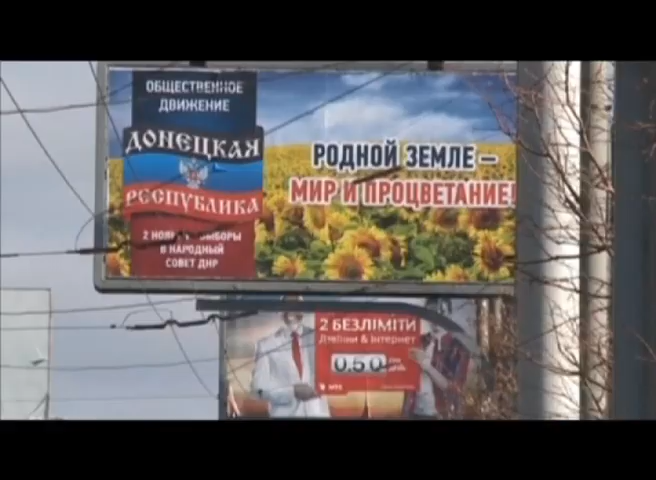 ОБЩЕСТВЕННОЕ
ДВИЖЕНИЕ
ДОНЕЦКАЯ
РЕСПУБЛИКА
2 ВЫБОРЫ
В НАРОДНЫЙ
СОВЕТ ДНР
РОДНОЙ ЗЕМЛЕ –
МИР И ПРОЦВЕТАНИЕ!
2 БЕЗЛІМІТИ
Дзвінки & Інтернет
0.50
МТС